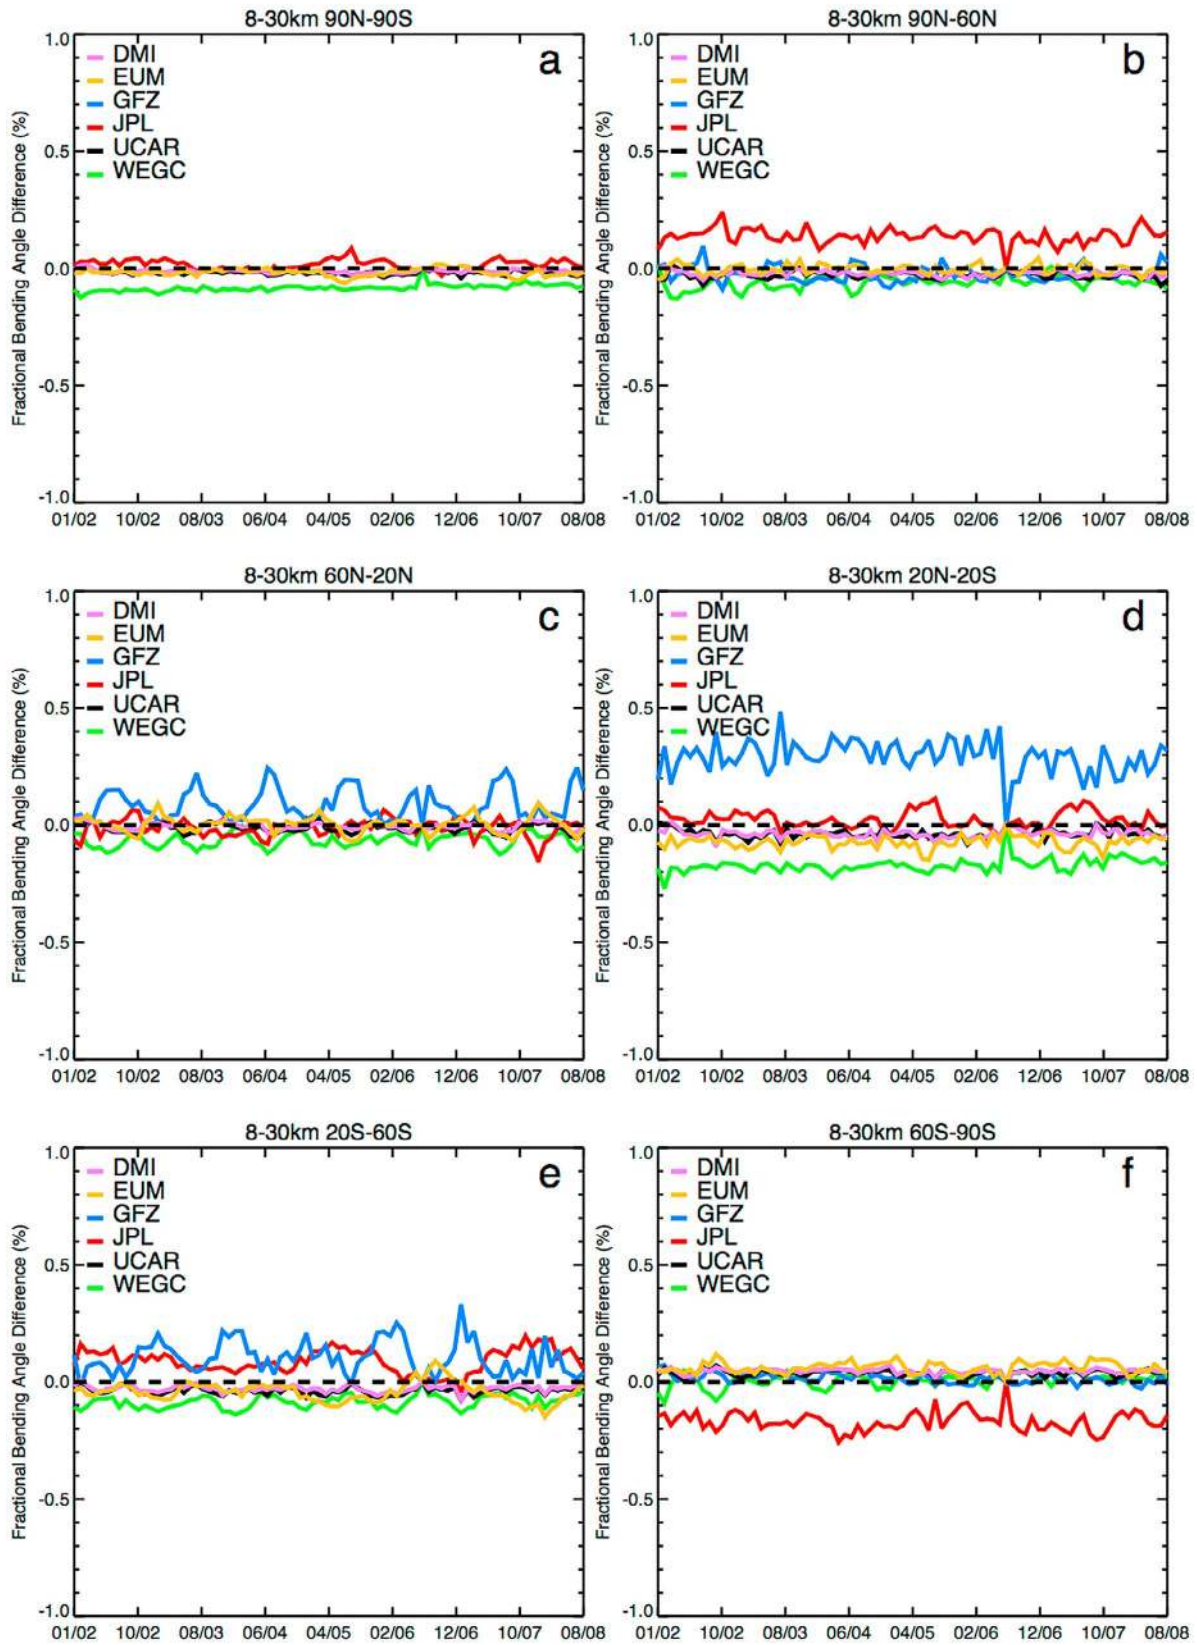 8-30km 90N-90S
a
1.0
0.5
0.0
-0.5
-1.0
Fractional Bending Angle Difference (%)
DMI
EUM
GFZ
JPL
UCAR
WEGC
01/02 10/02 08/03 06/04 04/05 02/06 12/06 10/07 08/08
8-30km 90N-60N
b
1.0
0.5
0.0
-0.5
-1.0
Fractional Bending Angle Difference (%)
DMI
EUM
GFZ
JPL
UCAR
WEGC
01/02 10/02 08/03 06/04 04/05 02/06 12/06 10/07 08/08
8-30km 60N-20N
c
1.0
0.5
0.0
-0.5
-1.0
Fractional Bending Angle Difference (%)
DMI
EUM
GFZ
JPL
UCAR
WEGC
01/02 10/02 08/03 06/04 04/05 02/06 12/06 10/07 08/08
8-30km 20N-20S
d
1.0
0.5
0.0
-0.5
-1.0
Fractional Bending Angle Difference (%)
DMI
EUM
GFZ
JPL
UCAR
WEGC
01/02 10/02 08/03 06/04 04/05 02/06 12/06 10/07 08/08
8-30km 20S-60S
e
1.0
0.5
0.0
-0.5
-1.0
Fractional Bending Angle Difference (%)
DMI
EUM
GFZ
JPL
UCAR
WEGC
01/02 10/02 08/03 06/04 04/05 02/06 12/06 10/07 08/08
8-30km 60S-90S
f
1.0
0.5
0.0
-0.5
-1.0
Fractional Bending Angle Difference (%)
DMI
EUM
GFZ
JPL
UCAR
WEGC
01/02 10/02 08/03 06/04 04/05 02/06 12/06 10/07 08/08